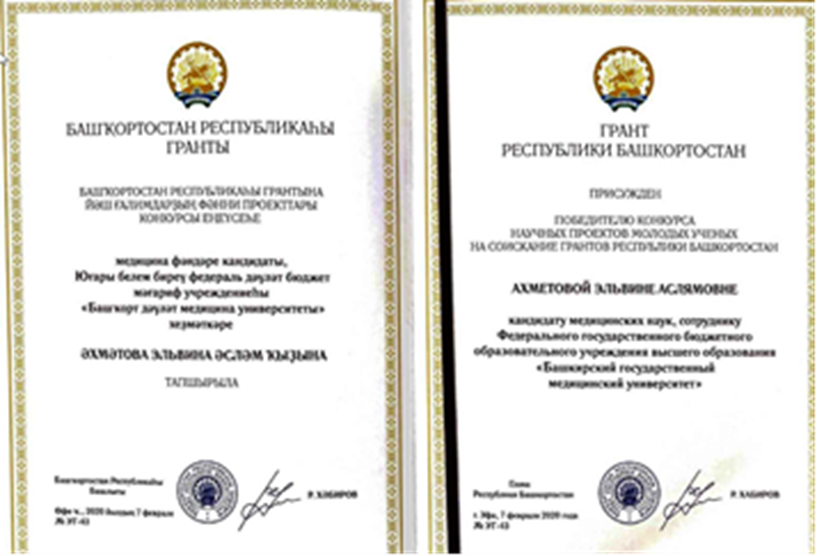 БАШҠОРТОСТАН РЕСПУБЛИКАҺЫ
ГРАНТЫ
БАШҠОРТОСТАН РЕСПУБЛИКАҺЫ ГРАНТЫНА
ЙӘШ ҒАЛИМДАРҘЫҢ ФӘННИ ПРОЕКТТАРЫ
КОНКУРСЫ ЕҢЕҮСЕҺЕ
медицина фәндәре кандидаты,
Юғары белем биреү федераль дәүләт бюджет
мәғариф учреждениеһы
«Башҡорт дәүләт медицина университеты»
хеҙмәткәре
ӘХМӘТОВА ЭЛЬВИНА ӘСЛӘМ ҠЫҘЫНА
ТАПШЫРЫЛА
Башҡортостан Республикаһы
Башлығы
Р. ХӘБИРОВ
Өфө ҡ., 2020 йылдың 7 феврале
№ УГ-43
ГРАНТ
РЕСПУБЛИКИ БАШКОРТОСТАН
ПРИСУЖДЕН
ПОБЕДИТЕЛЮ КОНКУРСА
НАУЧНЫХ ПРОЕКТОВ МОЛОДЫХ УЧЕНЫХ
НА СОИСКАНИЕ ГРАНТОВ РЕСПУБЛИКИ БАШКОРТОСТАН
АХМЕТОВОЙ ЭЛЬВИНЕ АСЛЯМОВНЕ
кандидату медицинских наук, сотруднику
Федерального государственного бюджетного
образовательного учреждения высшего образования
«Башкирский государственный
медицинский университет»
Глава
Республики Башкортостан
Р. ХАБИРОВ
г. Уфа, 7 февраля 2020 года
№ УГ-43